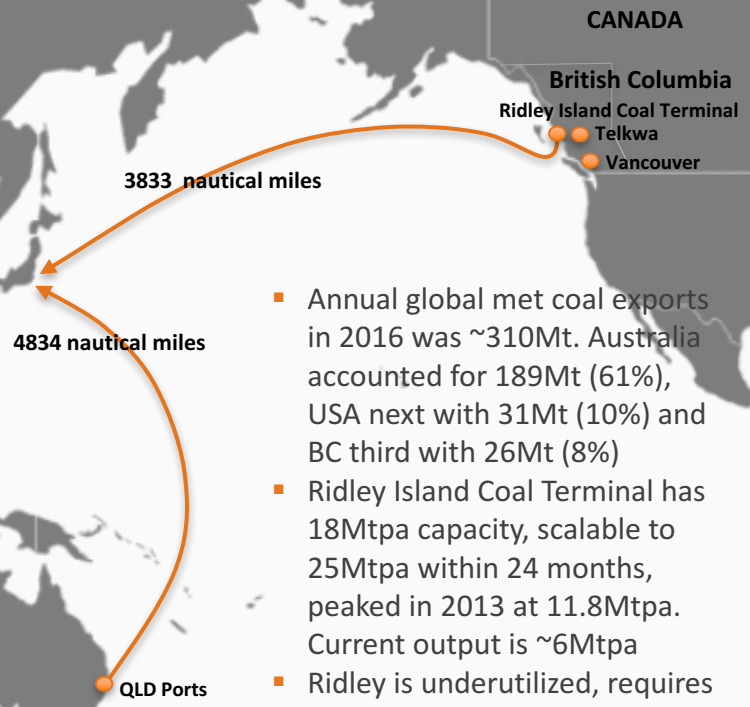 CANADA
British Columbia
Ridley Island Coal Terminal
Telkwa
Vancouver
3833 nautical miles
4834 nautical miles
▪ Annual global met coal exports
in 2016 was ~310Mt. Australia
accounted for 189Mt (61%),
USA next with 31Mt (10%) and
BC third with 26Mt (8%)
▪ Ridley Island Coal Terminal has
18Mtpa capacity, scalable to
25Mtpa within 24 months,
peaked in 2013 at 11.8Mtpa.
Current output is ~6Mtpa
▪ Ridley is underutilized, requires
QLD Ports